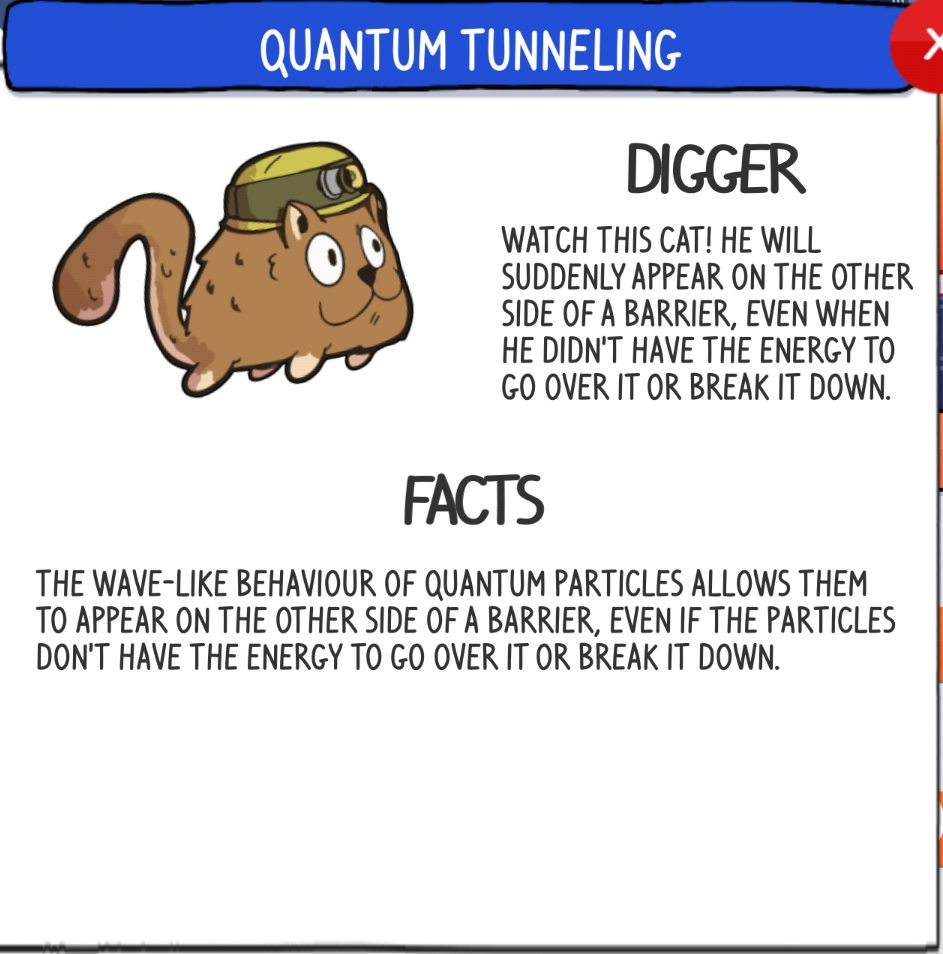 QUANTUM TUNNELING
X
DIGGER
WATCH THIS CAT! HE WILL
SUDDENLY APPEAR ON THE OTHER
SIDE OF A BARRIER, EVEN WHEN
HE DIDN'T HAVE THE ENERGY TO
GO OVER IT OR BREAK IT DOWN.
FACTS
THE WAVE-LIKE BEHAVIOUR OF QUANTUM PARTICLES ALLOWS THEM
TO APPEAR ON THE OTHER SIDE OF A BARRIER, EVEN IF THE PARTICLES
DON'T HAVE THE ENERGY TO GO OVER IT OR BREAK IT DOWN.